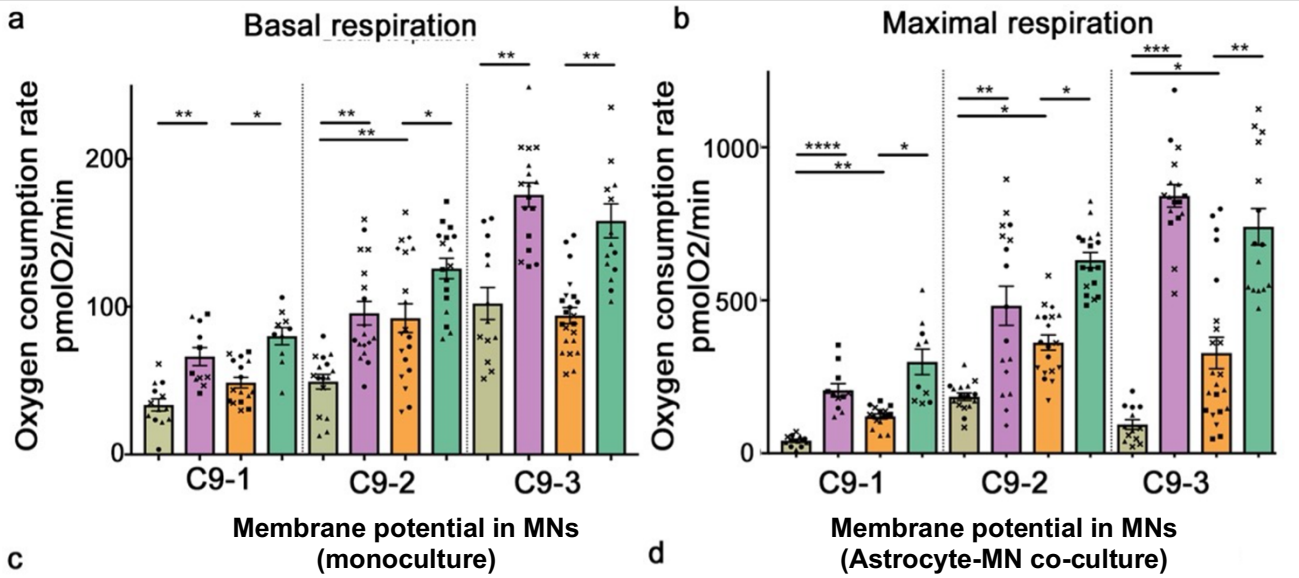 a
Basal respiration
Oxygen consumption rate
pmolO2/min
200
100
0
**
*
**
**
*
**
**
C9-1
C9-2
C9-3
b
Maximal respiration
Oxygen consumption rate
pmolO2/min
1000
500
0
****
**
*
**
*
*
***
*
**
C9-1
C9-2
C9-3
c
Membrane potential in MNs
(monoculture)
d
Membrane potential in MNs
(Astrocyte-MN co-culture)